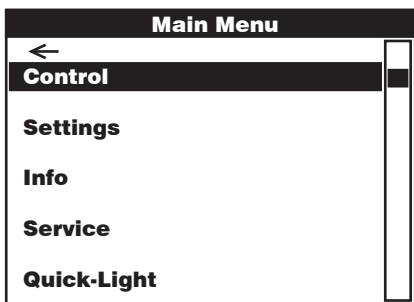 Main Menu
←
Control
Settings
Info
Service
Quick-Light